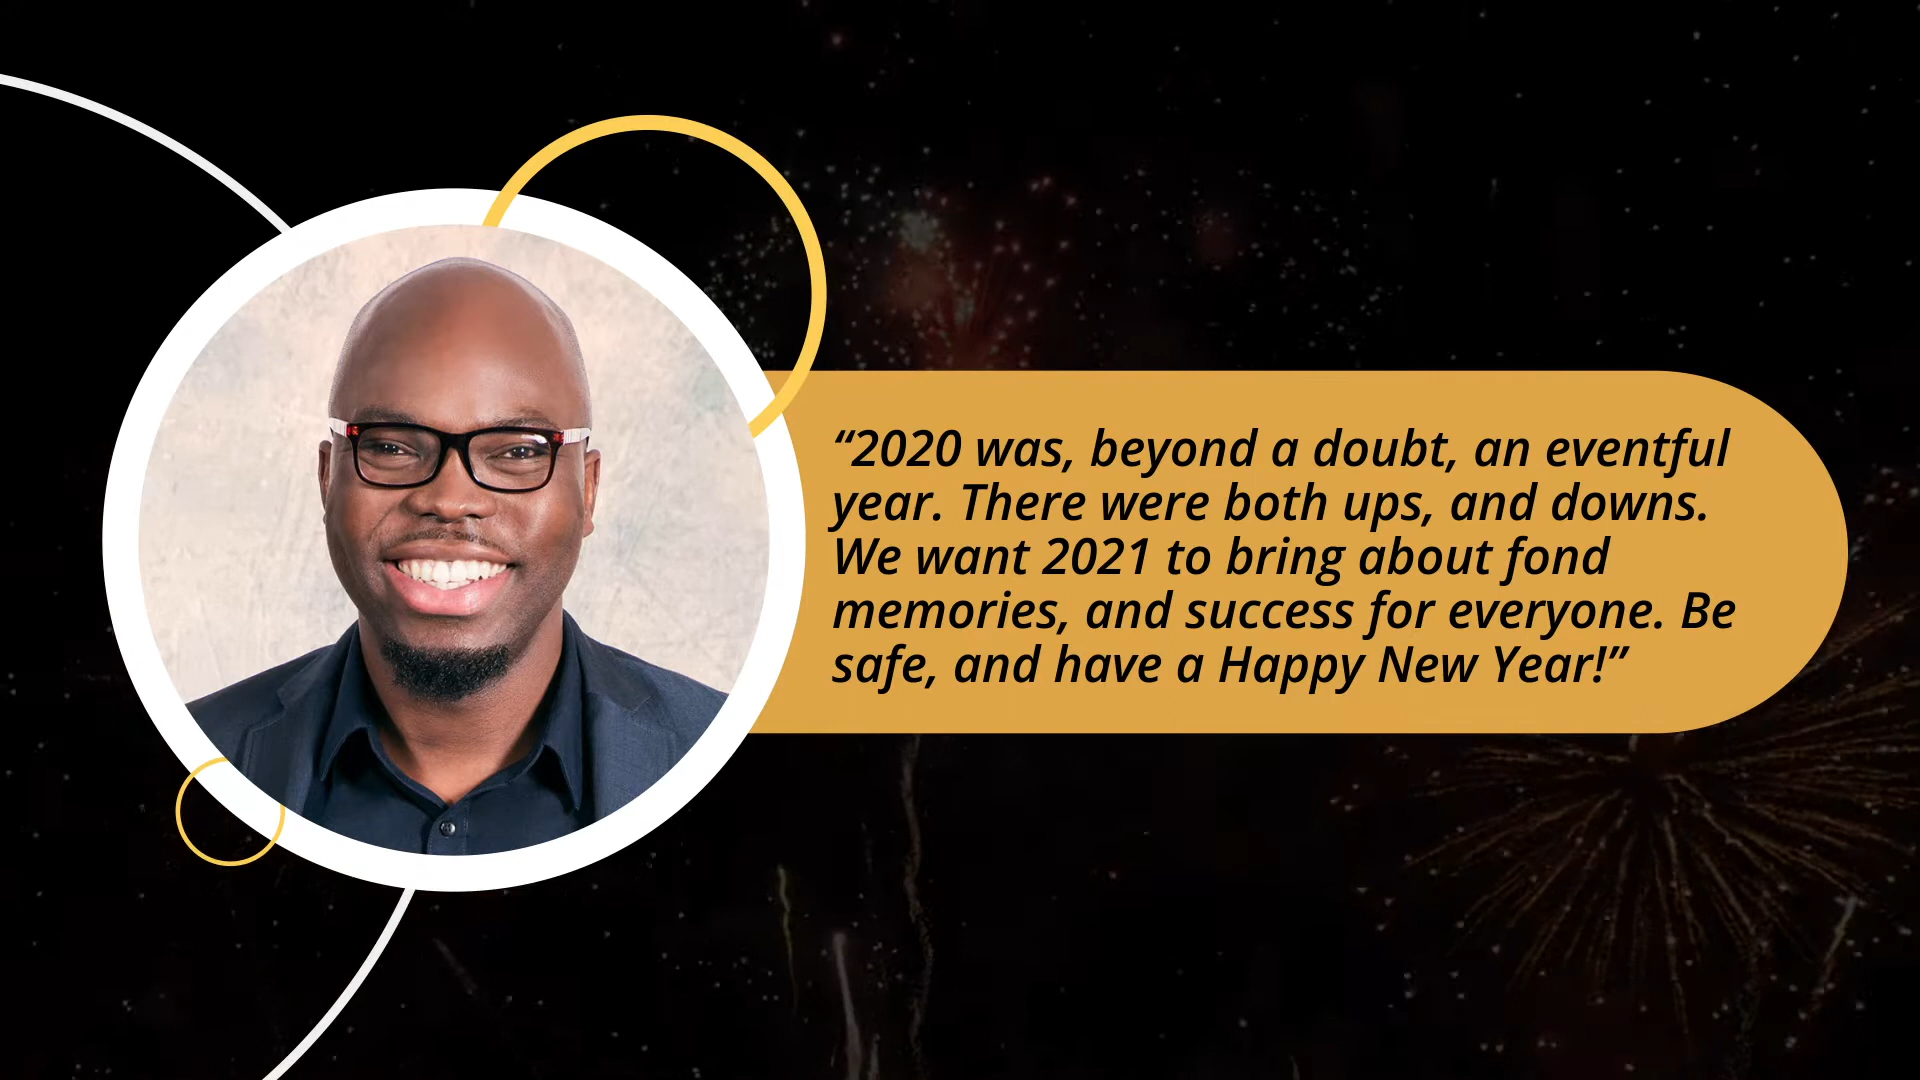 “2020 was, beyond a doubt, an eventful
year. There were both ups, and downs.
We want 2021 to bring about fond
memories, and success for everyone. Be
safe, and have a Happy New Year!”